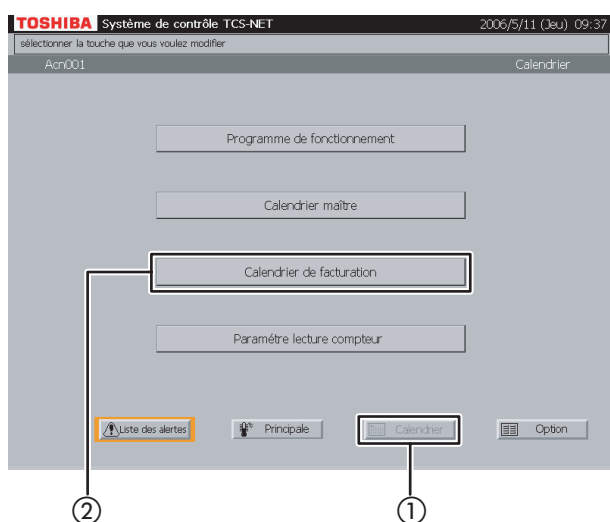 TOSHIBA Système de contrôle TCS-NET 2006/5/11 (Jeu) 09:37
sélectionner la touche que vous voulez modifier
Acn001 Calendrier
Programme de fonctionnement
Calendrier maître
Calendrier de facturation
Paramétre lecture compteur
Liste des alertes Principale Calendrier Option
② ①